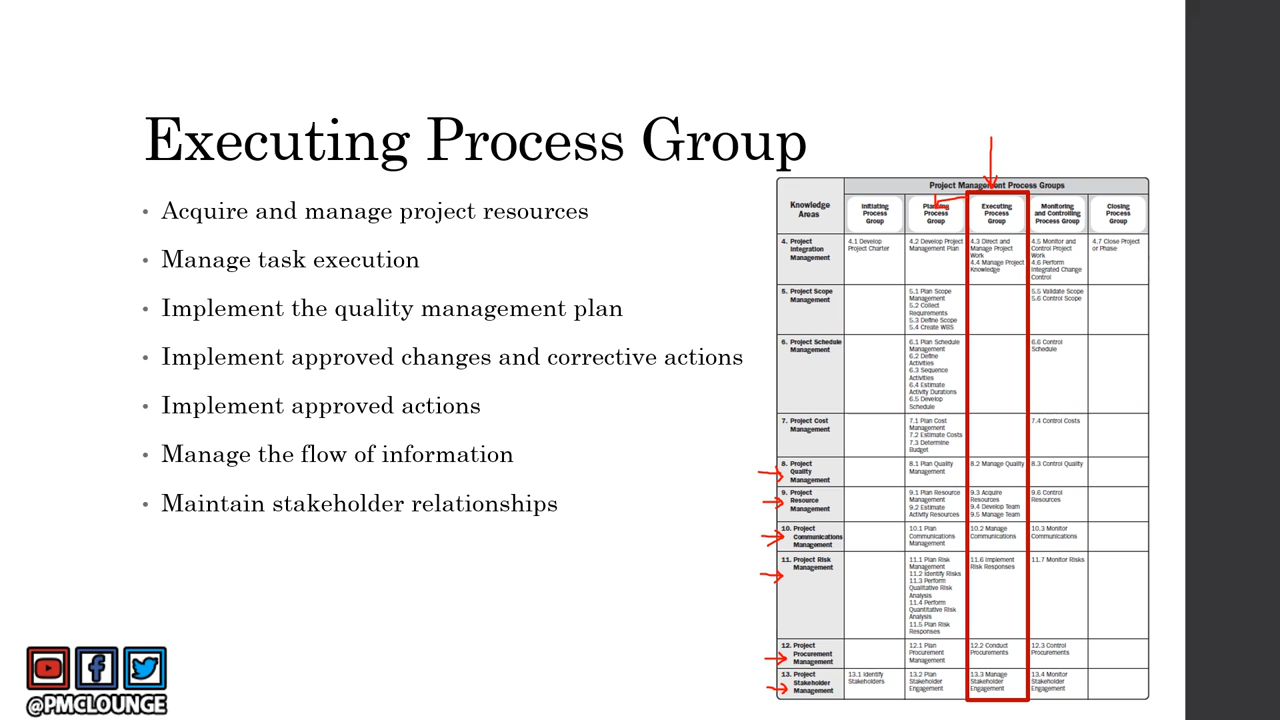 Executing Process Group
• Acquire and manage project resources
• Manage task execution
• Implement the quality management plan
• Implement approved changes and corrective actions
• Implement approved actions
• Manage the flow of information
• Maintain stakeholder relationships
@PMCLOUNGE
Project Management Process Groups
Knowledge
Areas
Initiating
Process
Group
Planning
Process
Group
Executing
Process
Group
Monitoring
and Controlling
Process Group
Closing
Process
Group
4. Project
Integration
Management
4.1 Develop
Project Charter
4.2 Develop Project
Management Plan
4.3 Direct and
Manage Project
Work
4.4 Manage Project
Knowledge
4.5 Monitor and
Control Project
Work
4.6 Perform
Integrated Change
Control
4.7 Close Project
or Phase
5. Project Scope
Management
5.1 Plan Scope
Management
5.2 Collect
Requirements
5.3 Define Scope
5.4 Create WBS
5.5 Validate Scope
5.6 Control Scope
6. Project Schedule
Management
6.1 Plan Schedule
Management
6.2 Define
Activities
6.3 Sequence
Activities
6.4 Estimate
Activity Durations
6.5 Develop
Schedule
6.6 Control
Schedule
7. Project Cost
Management
7.1 Plan Cost
Management
7.2 Estimate Costs
7.3 Determine
Budget
7.4 Control Costs
8. Project
Quality
Management
8.1 Plan Quality
Management
8.2 Manage Quality
8.3 Control Quality
9. Project
Resource
Management
9.1 Plan Resource
Management
9.2 Estimate
Activity Resources
9.3 Acquire
Resources
9.4 Develop Team
9.5 Manage Team
9.6 Control
Resources
10. Project
Communications
Management
10.1 Plan
Communications
Management
10.2 Manage
Communications
10.3 Monitor
Communications
11. Project Risk
Management
11.1 Plan Risk
Management
11.2 Identify Risks
11.3 Perform
Qualitative Risk
Analysis
11.4 Perform
Quantitative Risk
Analysis
11.5 Plan Risk
Responses
11.6 Implement
Risk Responses
11.7 Monitor Risks
12. Project
Procurement
Management
12.1 Plan
Procurement
Management
12.2 Conduct
Procurements
12.3 Control
Procurements
13. Project
Stakeholder
Management
13.1 Identify
Stakeholders
13.2 Plan
Stakeholder
Engagement
13.3 Manage
Stakeholder
Engagement
13.4 Monitor
Stakeholder
Engagement